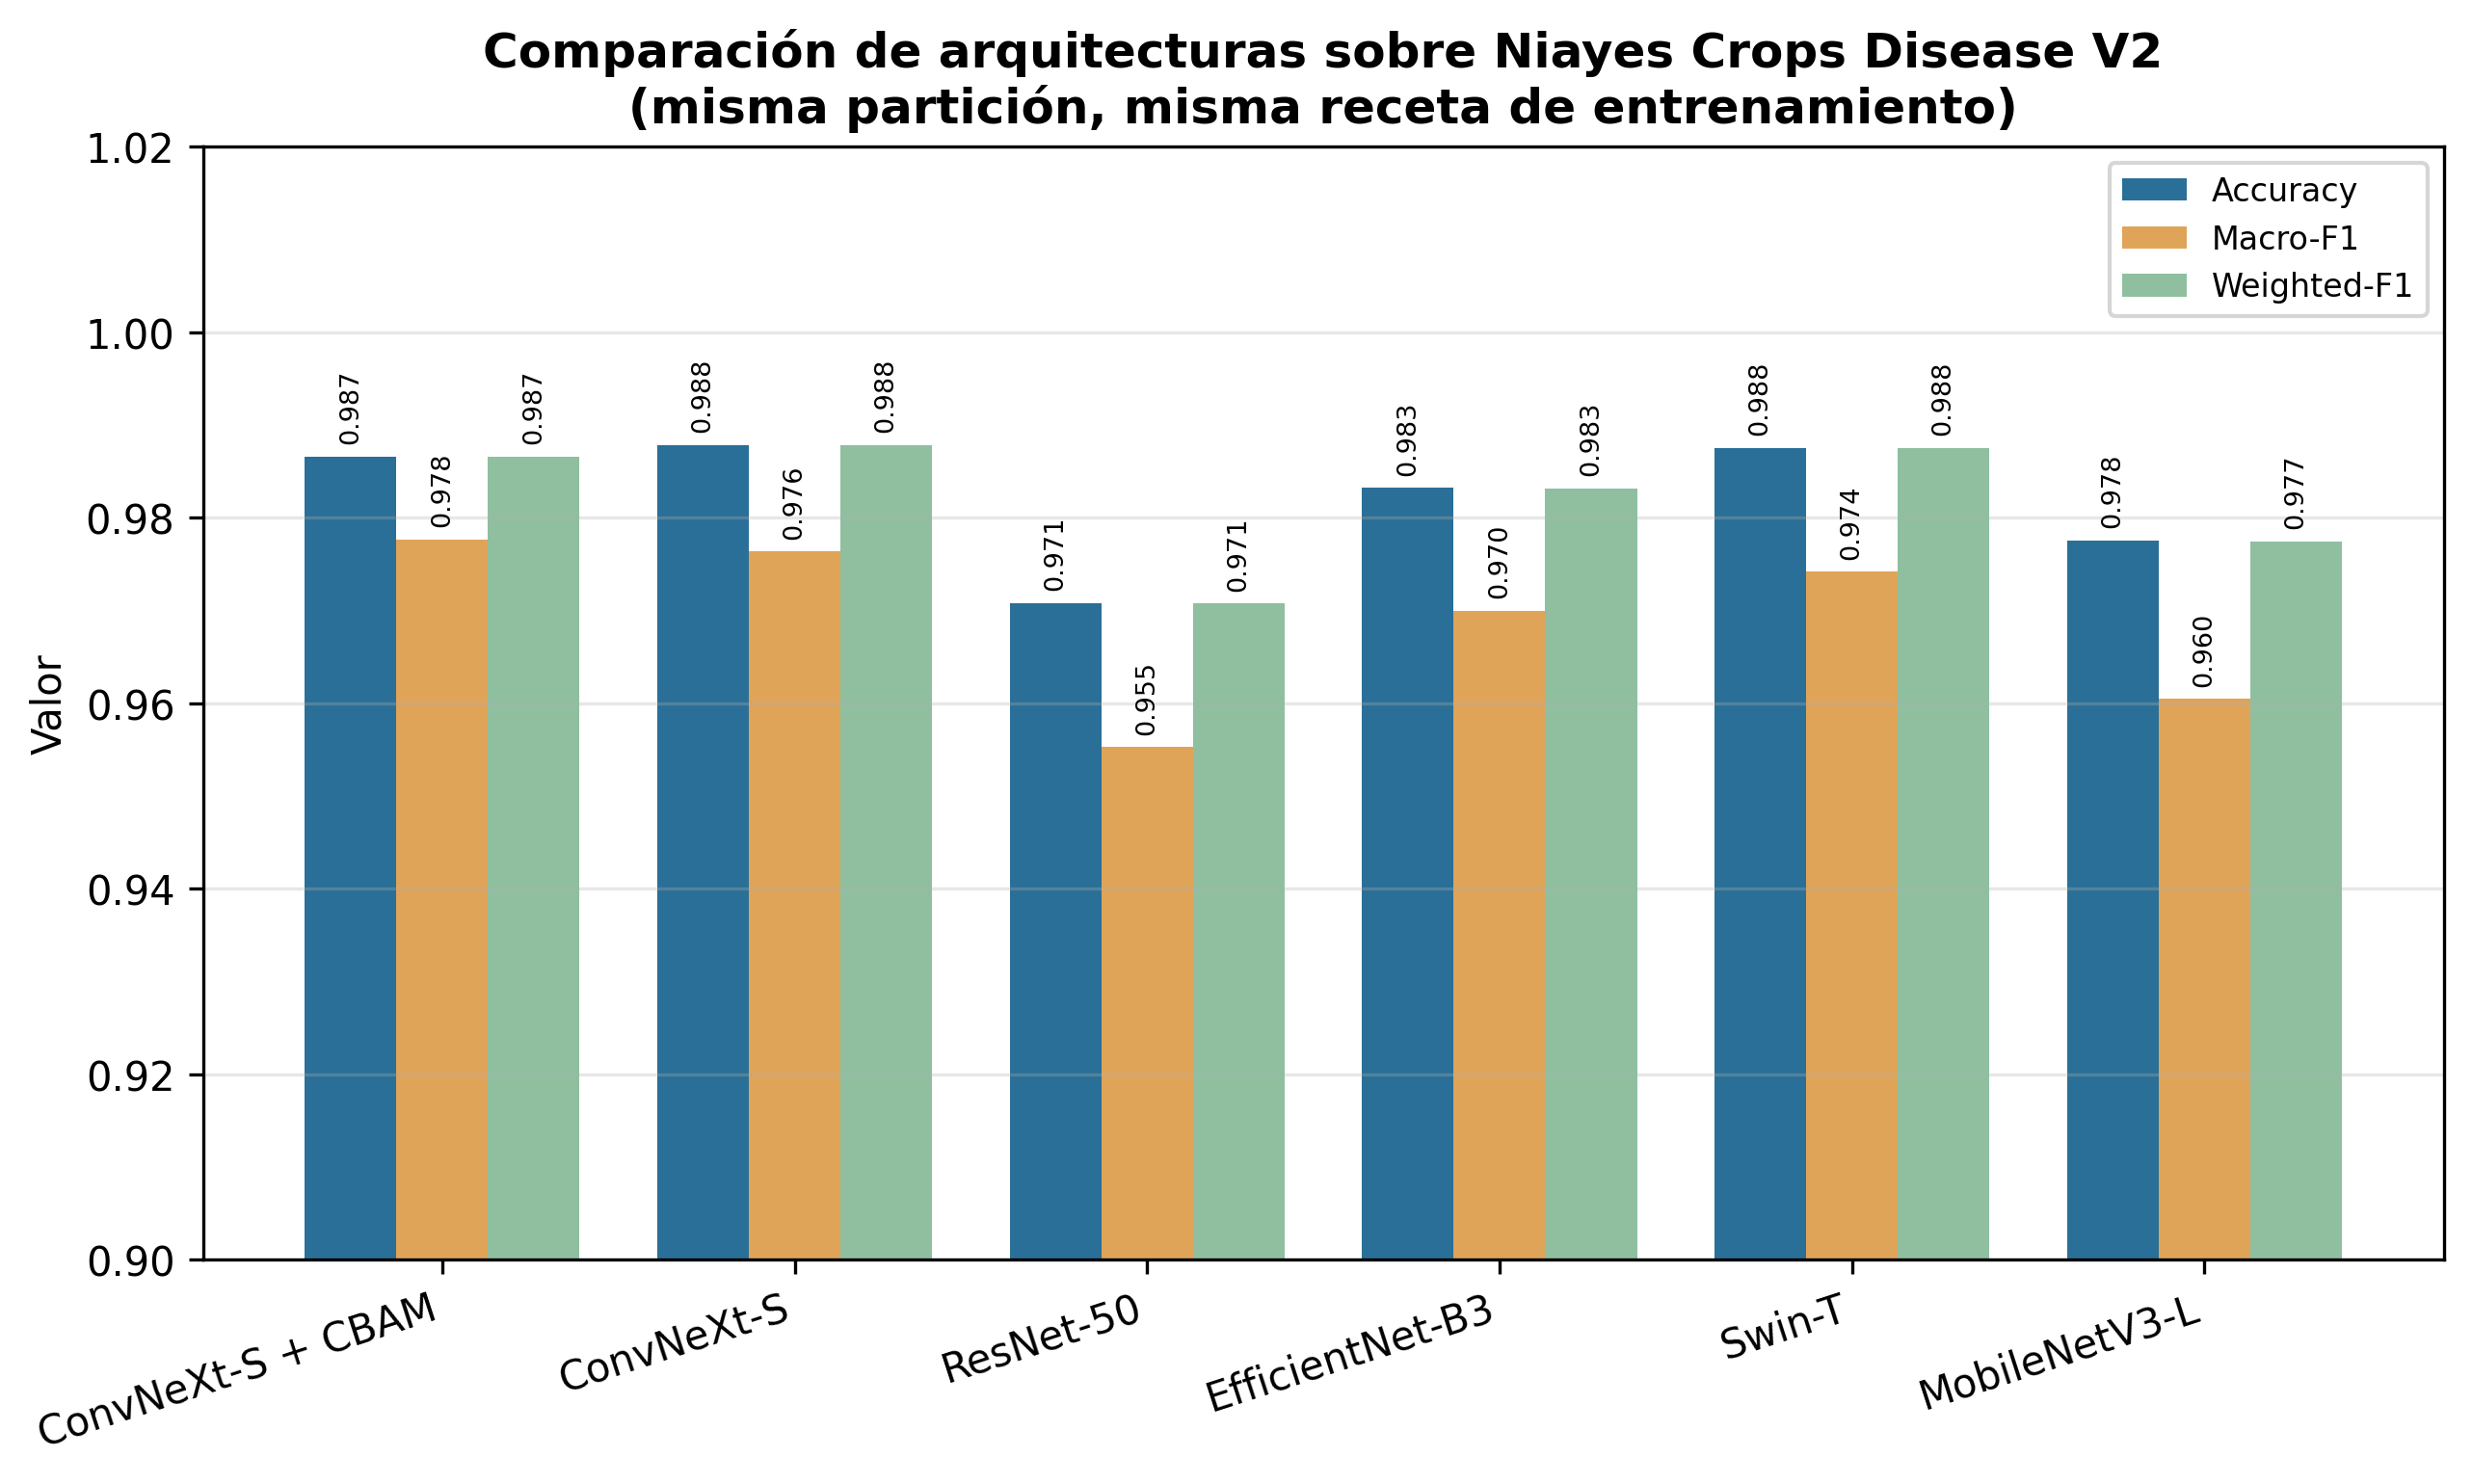 Comparación de arquitecturas sobre Niayes Crops Disease V2
(misma partición, misma receta de entrenamiento)
Accuracy
Macro-F1
Weighted-F1
Valor
1.02
1.00
0.98
0.96
0.94
0.92
0.90
0.987
0.978
0.987
0.988
0.976
0.988
0.971
0.955
0.971
0.983
0.970
0.983
0.988
0.974
0.988
0.978
0.960
0.977
ConvNeXt-S + CBAM
ConvNeXt-S
ResNet-50
EfficientNet-B3
Swin-T
MobileNetV3-L